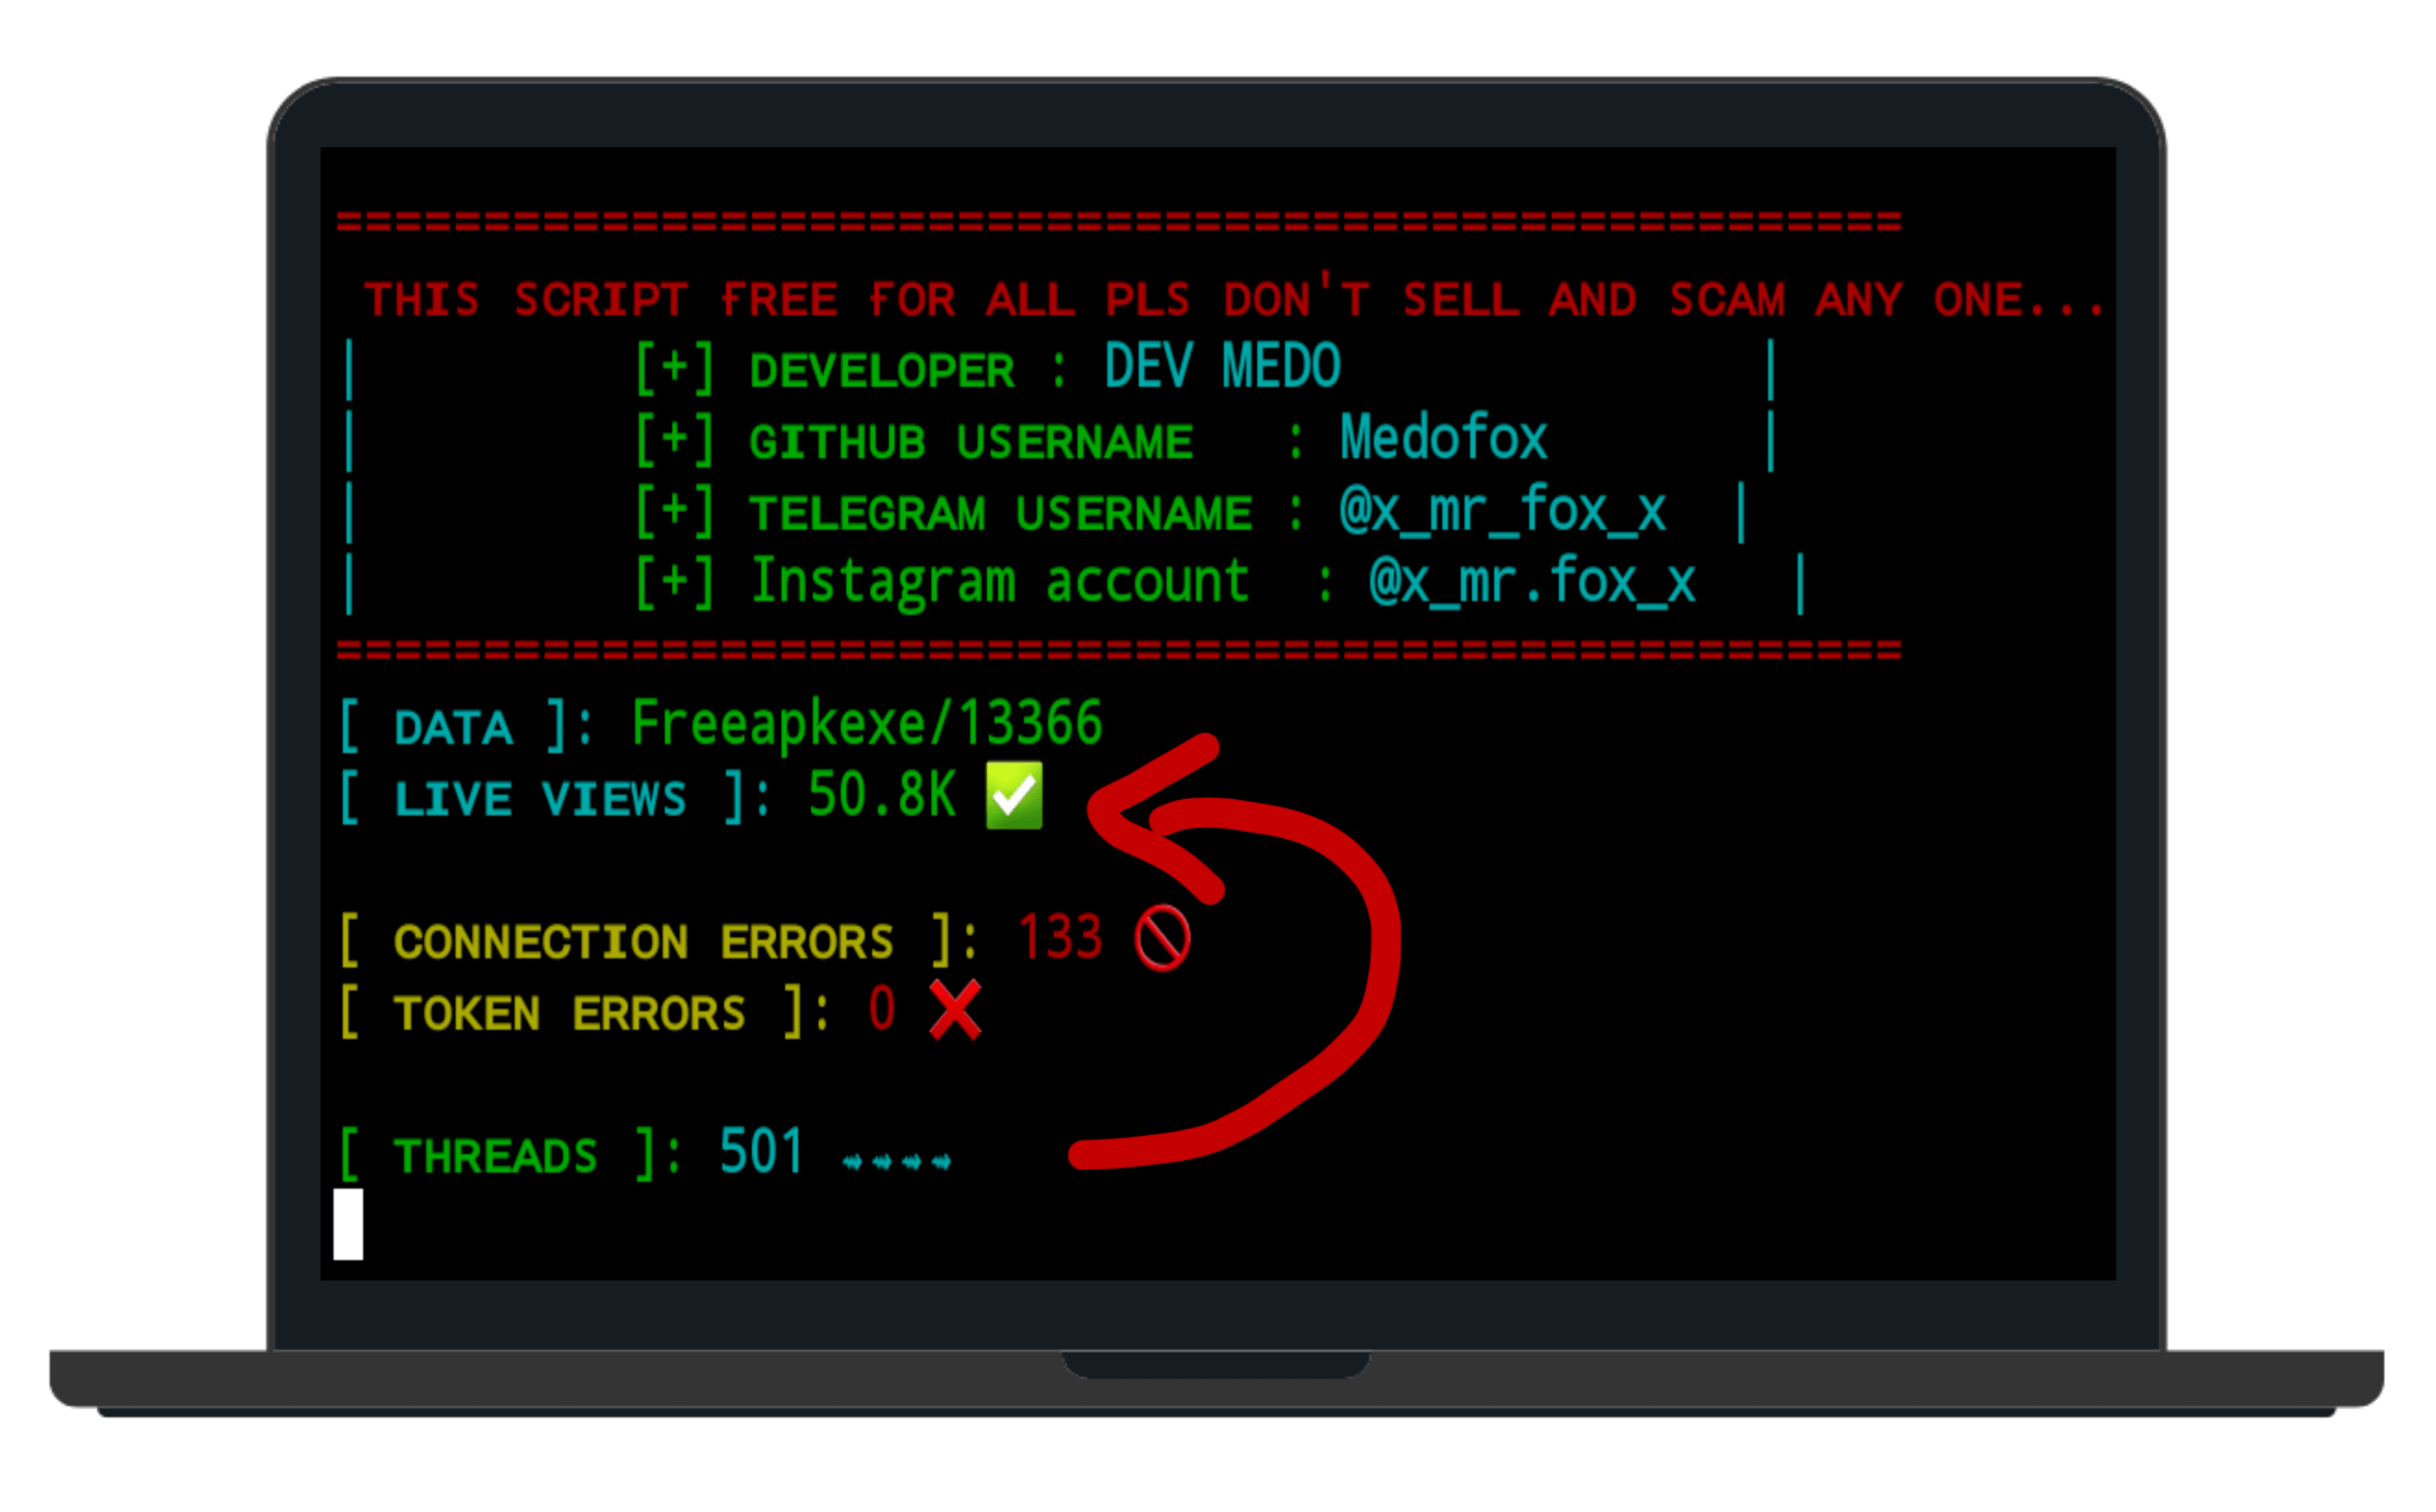 =====================================================
THIS SCRIPT FREE FOR ALL PLS DON'T SELL AND SCAM ANY ONE...
| [+] DEVELOPER : DEV MEDO |
| [+] GITHUB USERNAME : Medofox |
| [+] TELEGRAM USERNAME : @x_mr_fox_x |
| [+] Instagram account : @x_mr.fox_x |
=====================================================
[ DATA ]: Freeapkexe/13366
[ LIVE VIEWS ]: 50.8K ✅
[ CONNECTION ERRORS ]: 133 🚫
[ TOKEN ERRORS ]: 0 ❌
[ THREADS ]: 501 ⇝⇝⇝⇝